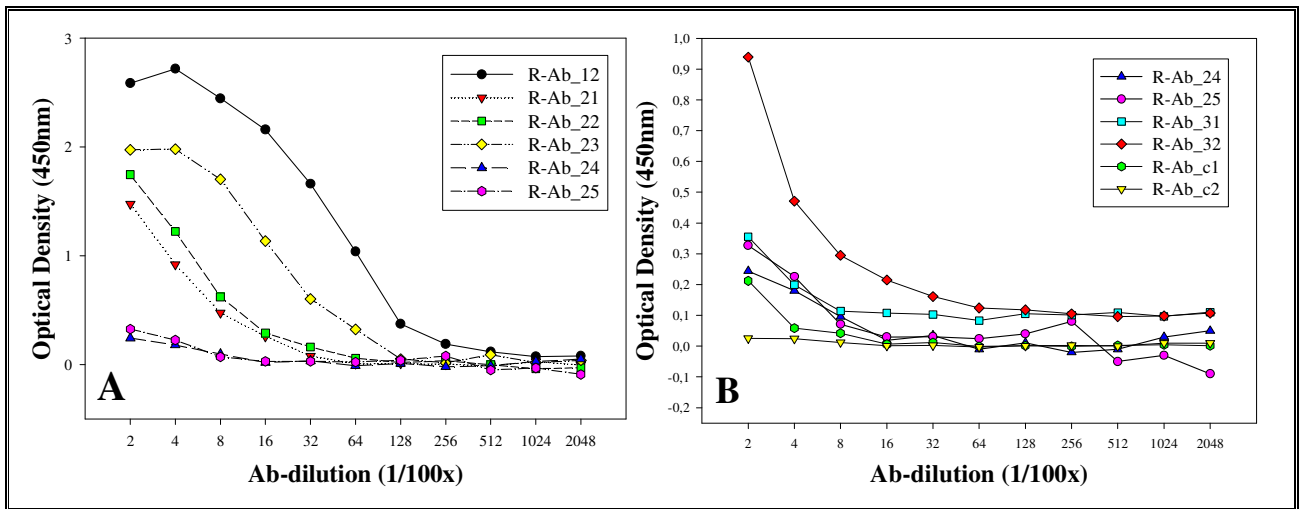 3
2
1
0
Optical Density (450nm)
R-Ab_12
R-Ab_21
R-Ab_22
R-Ab_23
R-Ab_24
R-Ab_25
A
2 4 8 16 32 64 128 256 512 1024 2048
Ab-dilution (1/100x)
1,0
0,9
0,8
0,7
0,6
0,5
0,4
0,3
0,2
0,1
0,0
-0,1
-0,2
Optical Density (450nm)
R-Ab_24
R-Ab_25
R-Ab_31
R-Ab_32
R-Ab_c1
R-Ab_c2
B
2 4 8 16 32 64 128 256 512 1024 2048
Ab-dilution (1/100x)